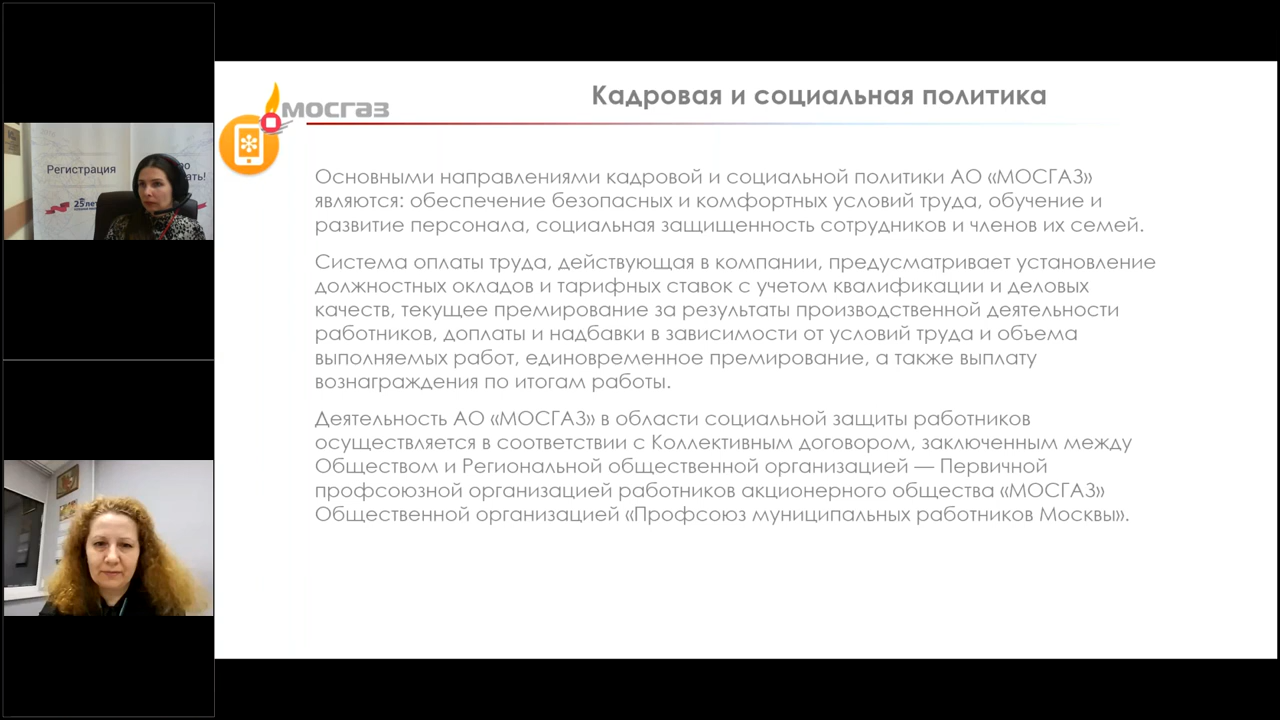 мосгаз
Кадровая и социальная политика
Основными направлениями кадровой и социальной политики АО «МОСГАЗ»
являются: обеспечение безопасных и комфортных условий труда, обучение и
развитие персонала, социальная защищенность сотрудников и членов их семей.
Система оплаты труда, действующая в компании, предусматривает установление
должностных окладов и тарифных ставок с учетом квалификации и деловых
качеств, текущее премирование за результаты производственной деятельности
работников, доплаты и надбавки в зависимости от условий труда и объема
выполняемых работ, единовременное премирование, а также выплату
вознаграждения по итогам работы.
Деятельность АО «МОСГАЗ» в области социальной защиты работников
осуществляется в соответствии с Коллективным договором, заключенным между
Обществом и Региональной общественной организацией — Первичной
профсоюзной организацией работников акционерного общества «МОСГАЗ»
Общественной организацией «Профсоюз муниципальных работников Москвы».
Регистрация
25 лет